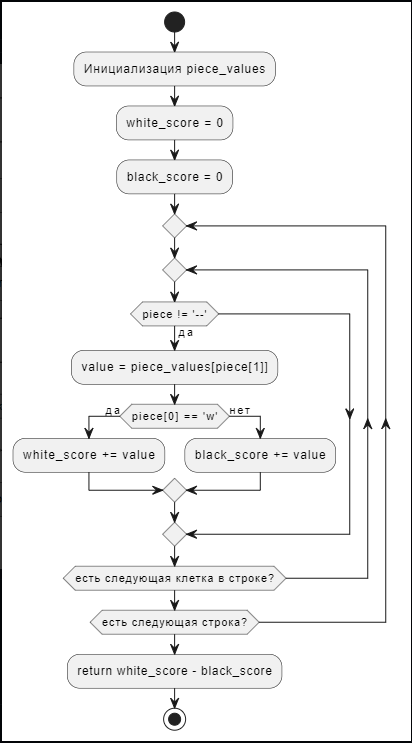 Инициализация piece_values
white_score = 0
black_score = 0
piece != '--'
да
value = piece_values[piece[1]]
да
piece[0] == 'w'
нет
white_score += value
black_score += value
есть следующая клетка в строке?
есть следующая строка?
return white_score - black_score